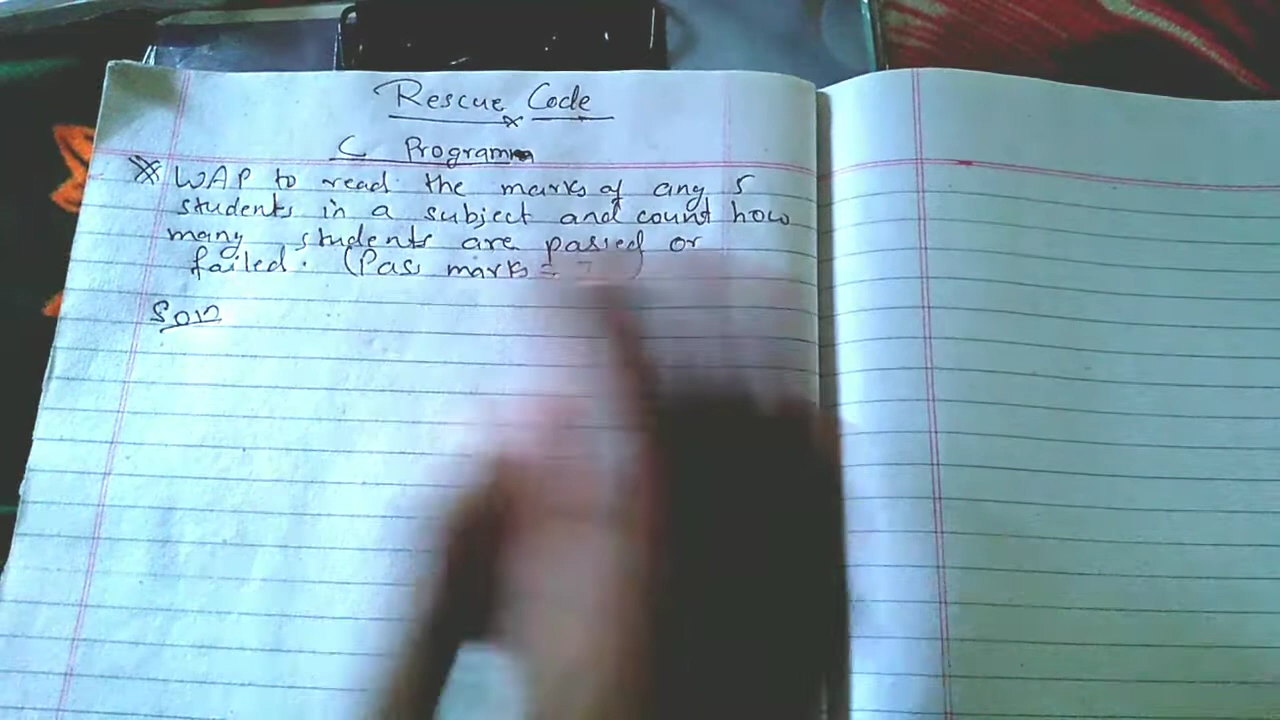 Rescue Code
C Program
WAP to read the marks of any 5
students in a subject and count how
many students are passed or
failed. (Pass marks =
Soln